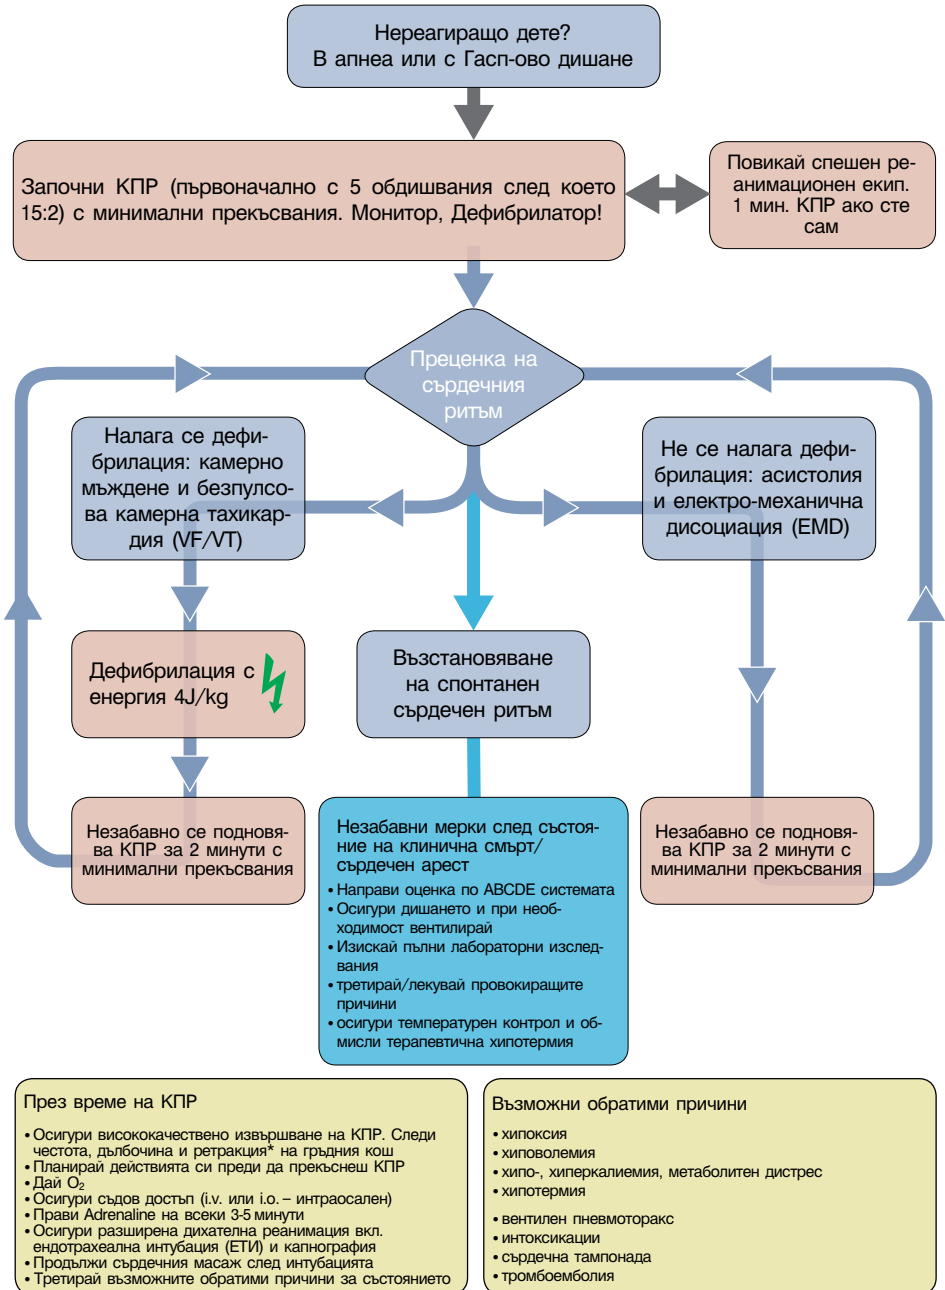 Нереагиращо дете?
В апнеа или с Гасп-ово дишане
Започни КПР (първоначално с 5 обдишвания след което
15:2) с минимални прекъсвания. Монитор, Дефибрилатор!
Повикай спешен ре-
анимационен екип.
1 мин. КПР ако сте
сам
Преценка на
сърдечния
ритъм
Налага се дефи-
брилация: камерно
мъждене и безпулсо-
ва камерна тахикар-
дия (VF/VT)
Не се налага дефи-
брилация: асистолия
и електро-механична
дисоциация (EMD)
Дефибрилация с
енергия 4J/kg
Възстановяване
на спонтанен
сърдечен ритъм
Незабавно се подновя-
ва КПР за 2 минути с
минимални прекъсвания
Незабавни мерки след състоя-
ние на клинична смърт/
сърдечен арест
• Направи оценка по ABCDE системата
• Осигури дишането и при необ-
ходимост вентилирай
• Изискай пълни лабораторни изслед-
вания
• третирай/лекувай провокиращите
причини
• осигури температурен контрол и об-
мисли терапевтична хипотермия
Незабавно се подновя-
ва КПР за 2 минути с
минимални прекъсвания
През време на КПР
• Осигури висококачествено извършване на КПР. Следи
честота, дълбочина и ретракция* на гръдния кош
• Планирай действията си преди да прекъснеш КПР
• Дай O₂
• Осигури съдов достъп (i.v. или i.o. – интраосален)
• Прави Adrenaline на всеки 3-5 минути
• Осигури разширена дихателна реанимация вкл.
ендотрахеална интубация (ЕТИ) и капнография
• Продължи сърдечния масаж след интубацията
• Третирай възможните обратими причини за състоянието
Възможни обратими причини
• хипоксия
• хиповолемия
• хипо-, хиперкалиемия, метаболитен дистрес
• хипотермия
• вентилен пневмоторакс
• интоксикации
• сърдечна тампонада
• тромбоемболия